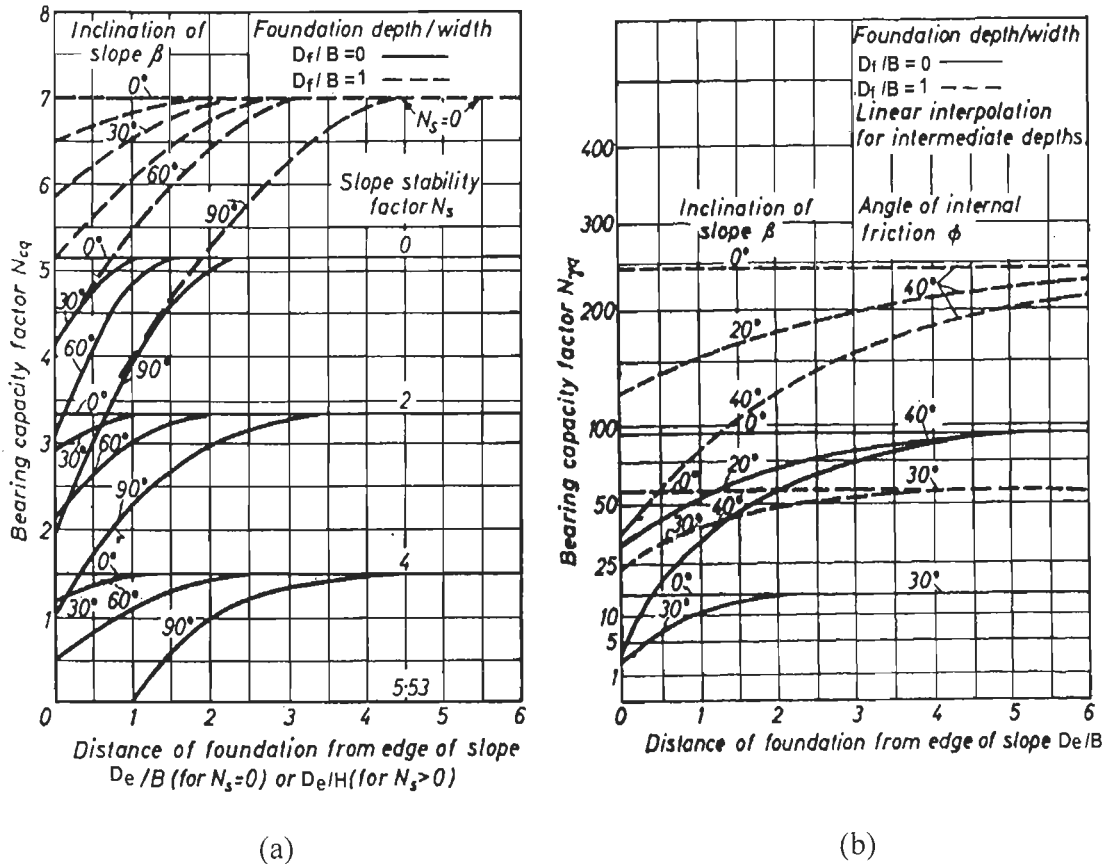 8
7
6
5
4
3
2
1
Bearing capacity factor Ncq
Inclination of
slope β
Foundation depth/width
Df/B=0
Df/B=1
0°
30°
60°
90°
Ns=0
Slope stability
factor Ns
0
0°
30°
60°
90°
2
0°
30°
60°
90°
4
0°
30°
60°
90°
5·53
0 1 2 3 4 5 6
Distance of foundation from edge of slope
De/B (for Ns=0) or De/H (for Ns>0)
(a)
400
300
200
100
50
25
10
5
1
Bearing capacity factor Nγq
Foundation depth/width
Df/B = 0
Df/B = 1
Linear interpolation
for intermediate depths.
Inclination of
slope β
Angle of internal
friction ϕ
0°
40°
20°
40°
0°
40°
20°
0°
40°
30°
30°
0°
30°
30°
0 1 2 3 4 5 6
Distance of foundation from edge of slope De/B
(b)